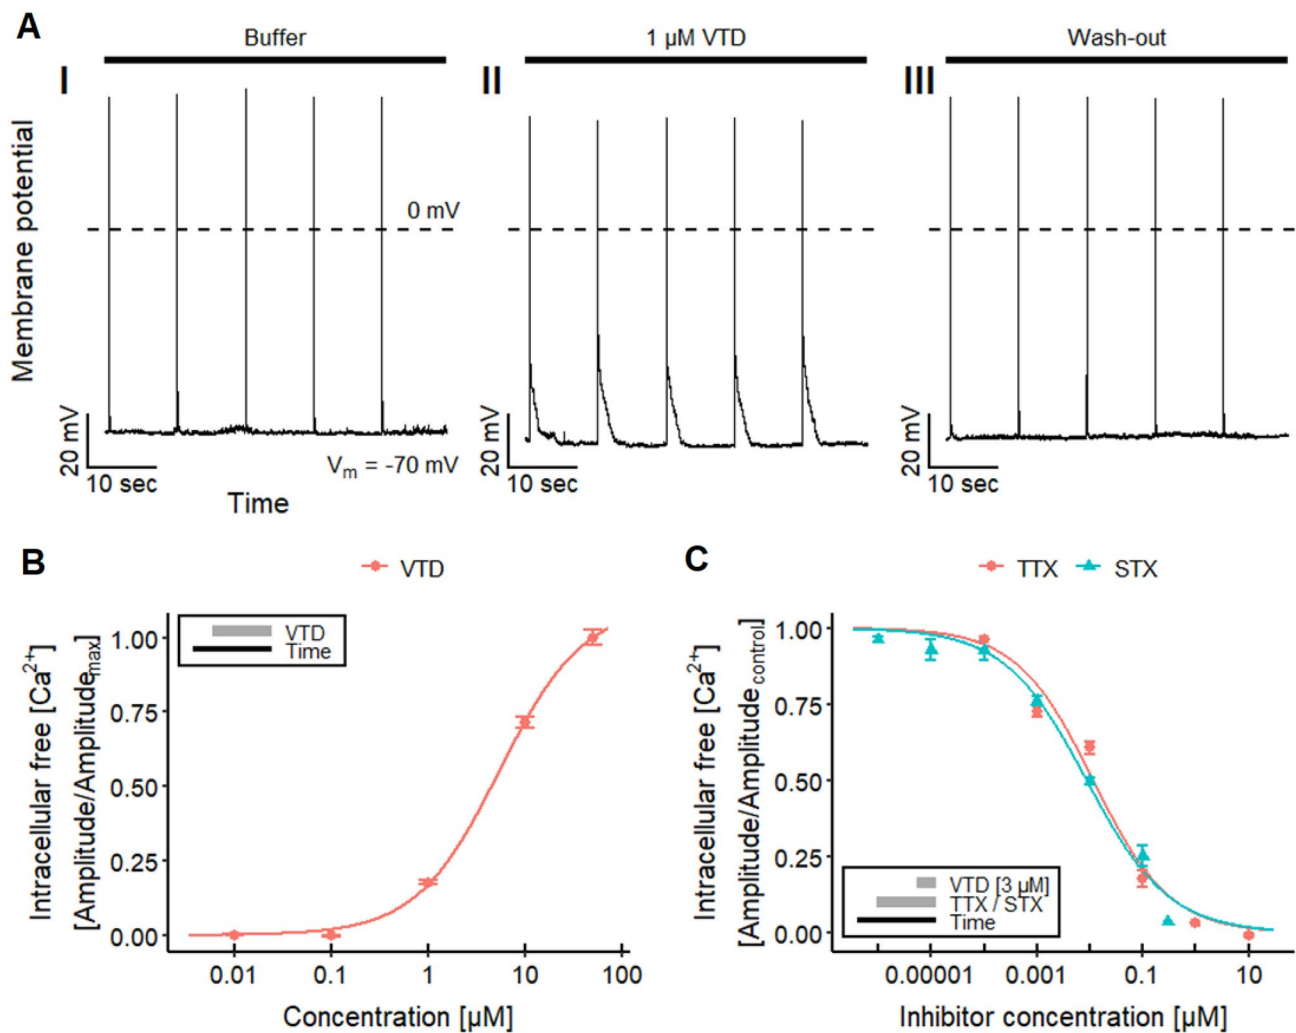 A
Buffer
1 µM VTD
Wash-out
I
II
III
Membrane potential
0 mV
20 mV
10 sec
Vm = -70 mV
Time
20 mV
10 sec
20 mV
10 sec
B
VTD
Intracellular free [Ca2+]
[Amplitude/Amplitudemax]
1.00
0.75
0.50
0.25
0.00
VTD
Time
0.01
0.1
1
10
100
Concentration [µM]
C
TTX
STX
Intracellular free [Ca2+]
[Amplitude/Amplitudecontrol]
1.00
0.75
0.50
0.25
0.00
VTD [3 µM]
TTX / STX
Time
0.00001
0.001
0.1
10
Inhibitor concentration [µM]